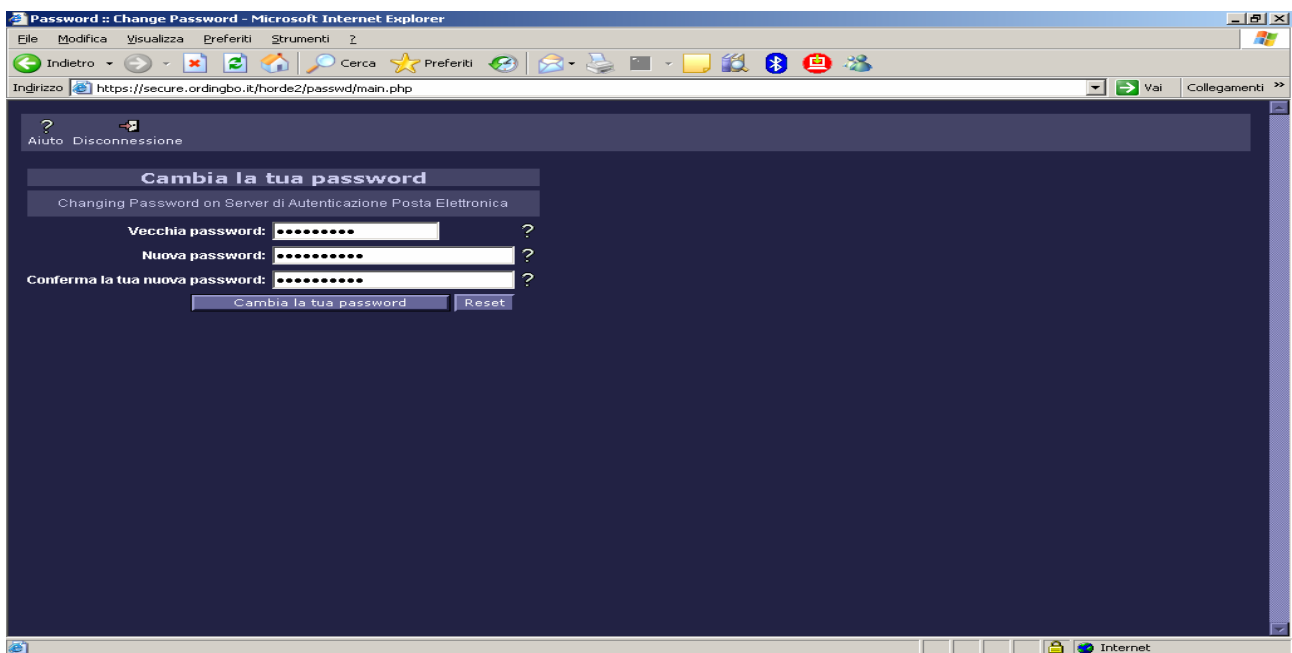 Password :: Change Password - Microsoft Internet Explorer
File Modifica Visualizza Preferiti Strumenti ?
Indietro Cerca Preferiti
Indirizzo https://secure.ordingbo.it/horde2/passwd/main.php Vai Collegamenti »
?
Aiuto Disconnessione
Cambia la tua password
Changing Password on Server di Autenticazione Posta Elettronica
Vecchia password: ••••••••• ?
Nuova password: •••••••••• ?
Conferma la tua nuova password: •••••••••• ?
Cambia la tua password Reset
Internet